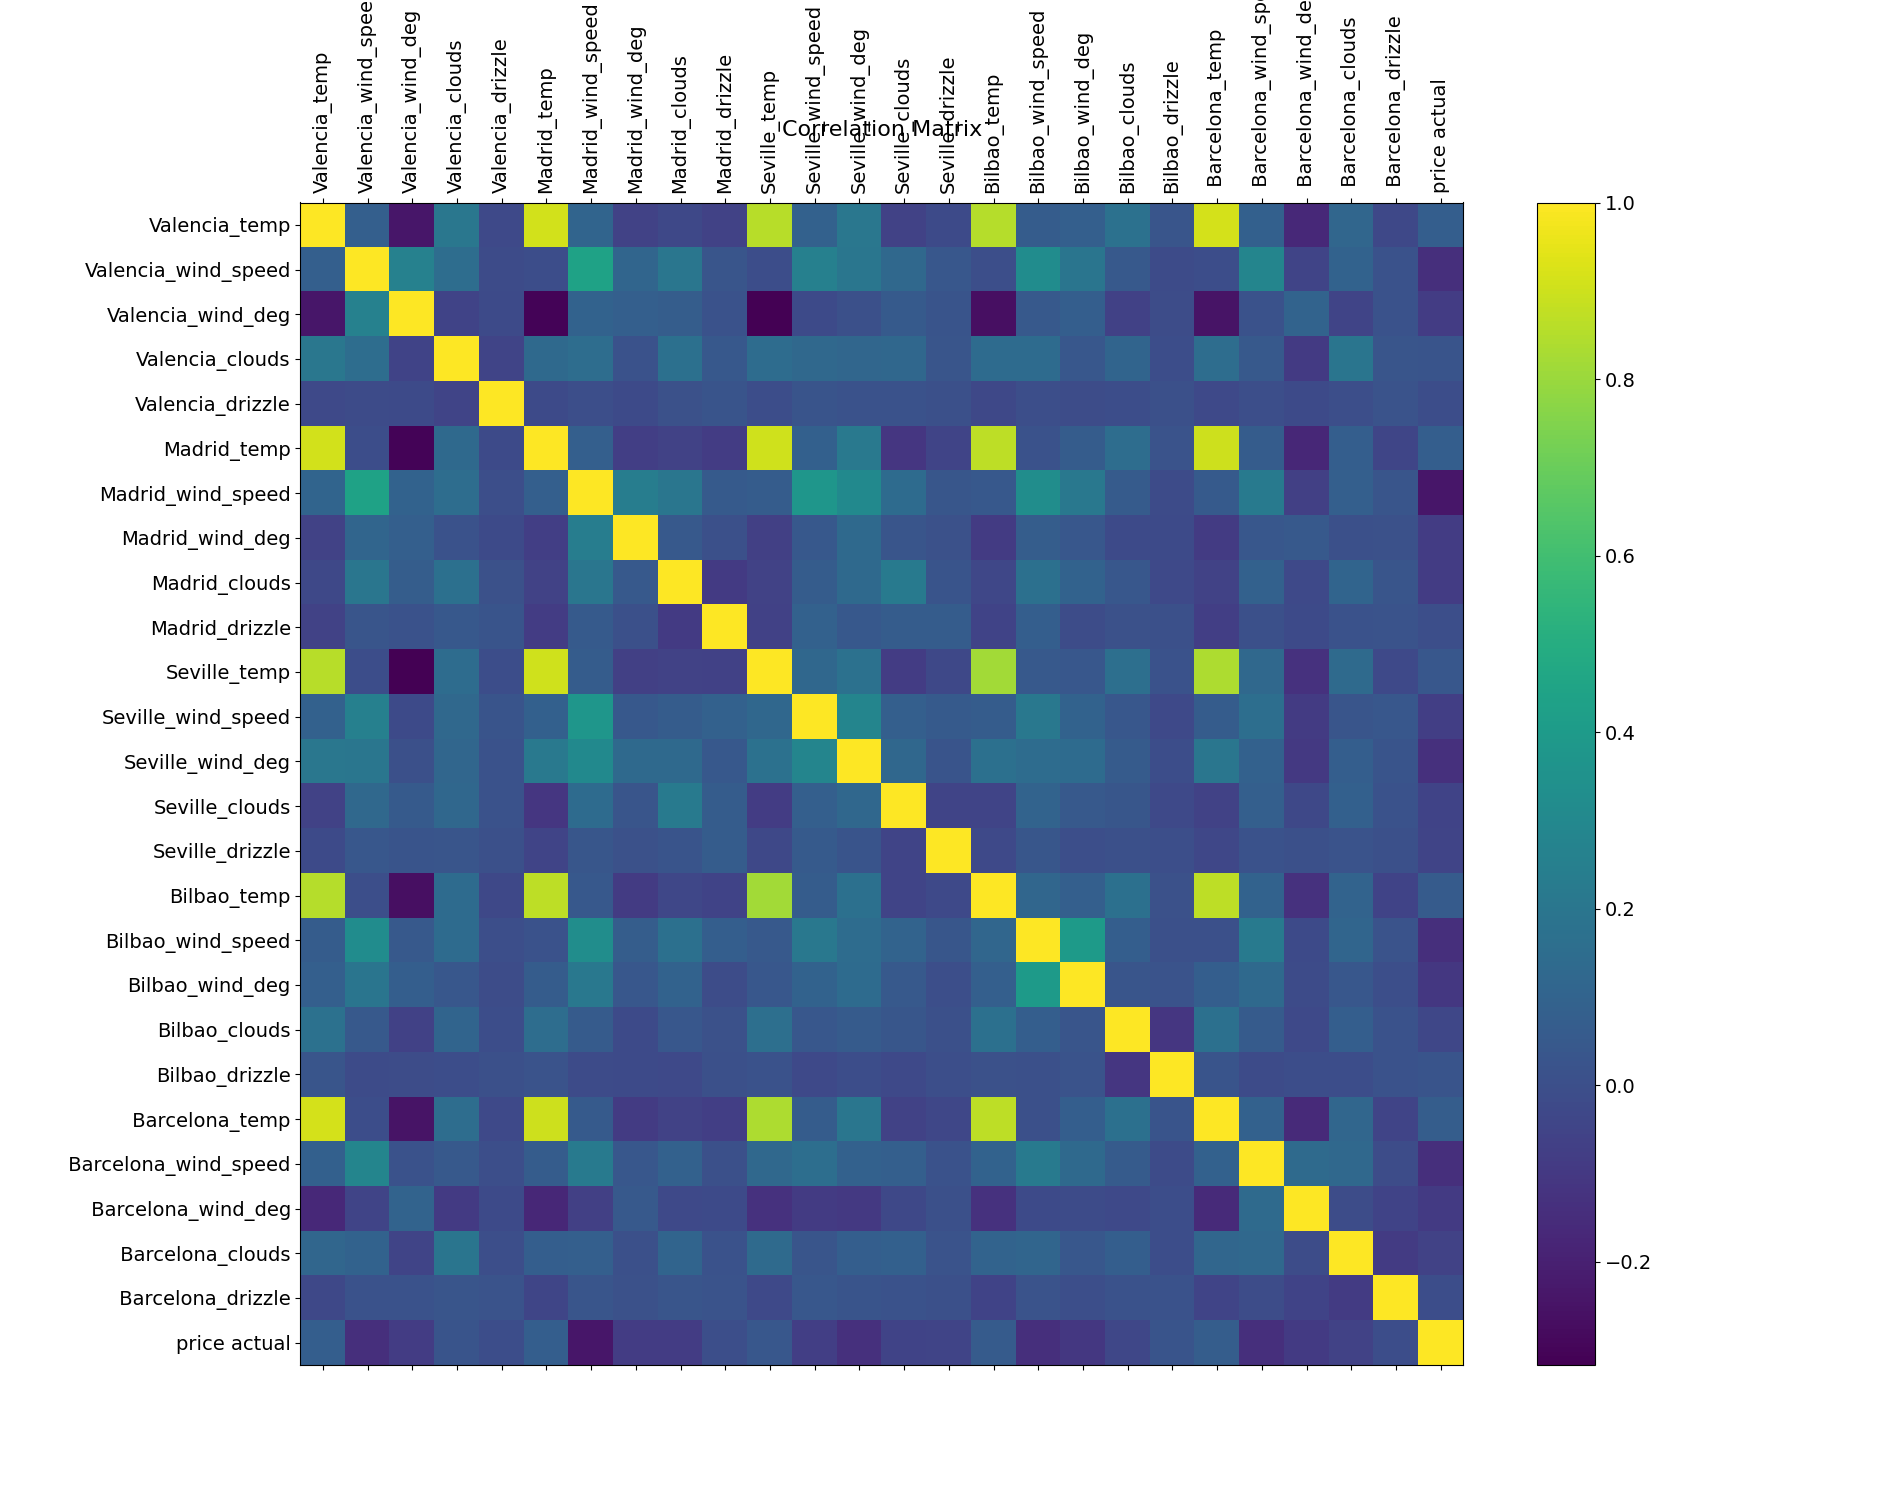 Valencia_temp
Valencia_wind_spee
Valencia_wind_deg
Valencia_clouds
Valencia_drizzle
Madrid_temp
Madrid_wind_speed
Madrid_wind_deg
Madrid_clouds
Madrid_drizzle
Seville_temp
Seville_wind_speed
Seville_wind_deg
Seville_clouds
Seville_drizzle
Bilbao_temp
Bilbao_wind_speed
Bilbao_wind_deg
Bilbao_clouds
Bilbao_drizzle
Barcelona_temp
Barcelona_wind_spe
Barcelona_wind_de
Barcelona_clouds
Barcelona_drizzle
price actual
Correlation Matrix
Valencia_temp
Valencia_wind_speed
Valencia_wind_deg
Valencia_clouds
Valencia_drizzle
Madrid_temp
Madrid_wind_speed
Madrid_wind_deg
Madrid_clouds
Madrid_drizzle
Seville_temp
Seville_wind_speed
Seville_wind_deg
Seville_clouds
Seville_drizzle
Bilbao_temp
Bilbao_wind_speed
Bilbao_wind_deg
Bilbao_clouds
Bilbao_drizzle
Barcelona_temp
Barcelona_wind_speed
Barcelona_wind_deg
Barcelona_clouds
Barcelona_drizzle
price actual
1.0
0.8
0.6
0.4
0.2
0.0
−0.2